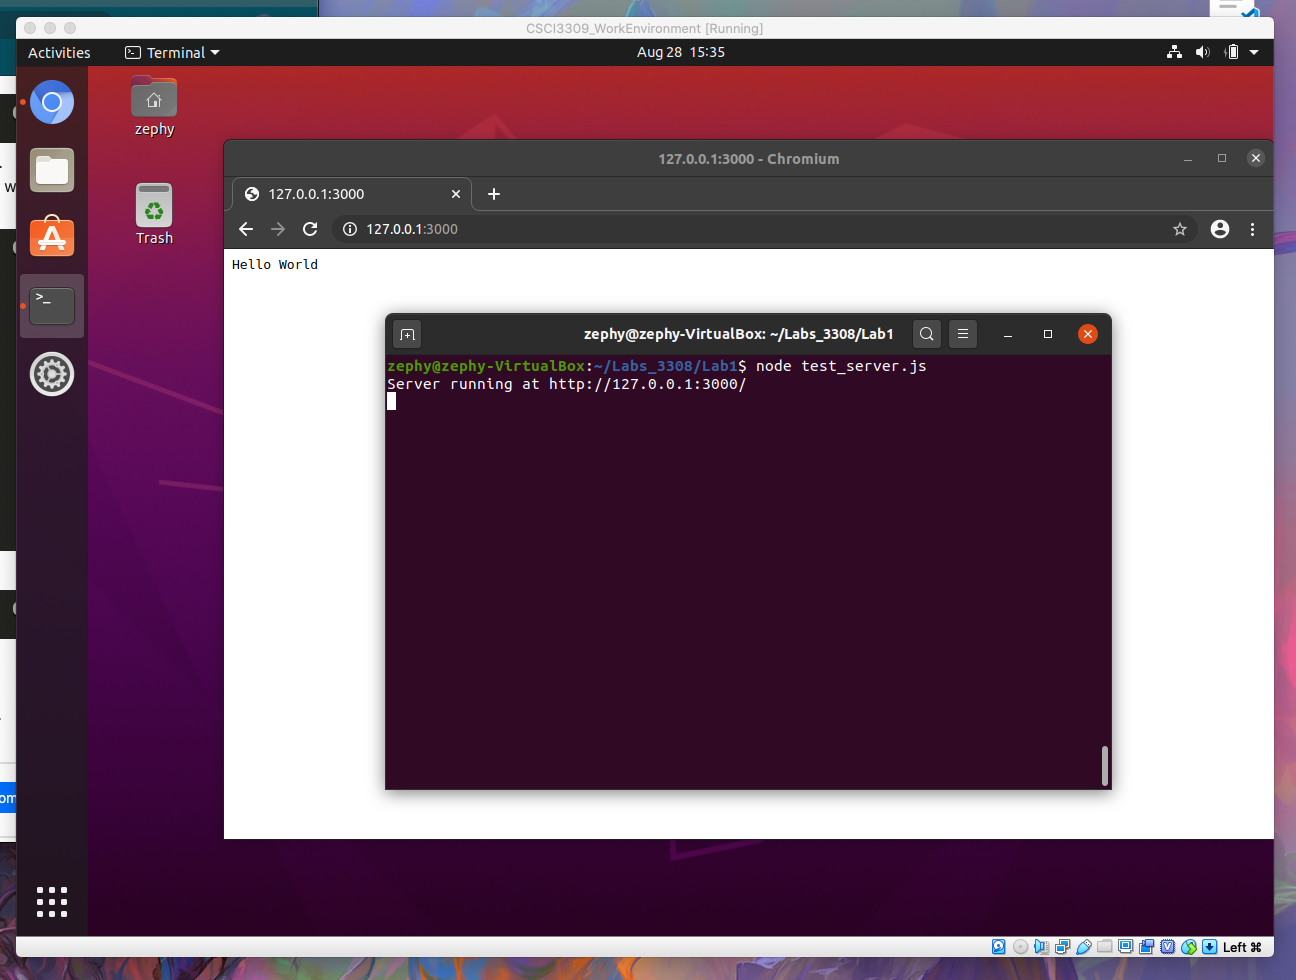 CSCI3309_WorkEnvironment [Running]
Activities
Terminal
Aug 28 15:35
zephy
Trash
127.0.0.1:3000 - Chromium
127.0.0.1:3000
127.0.0.1:3000
Hello World
zephy@zephy-VirtualBox: ~/Labs_3308/Lab1
zephy@zephy-VirtualBox:~/Labs_3308/Lab1$ node test_server.js
Server running at http://127.0.0.1:3000/
>_
w
om
Left ⌘